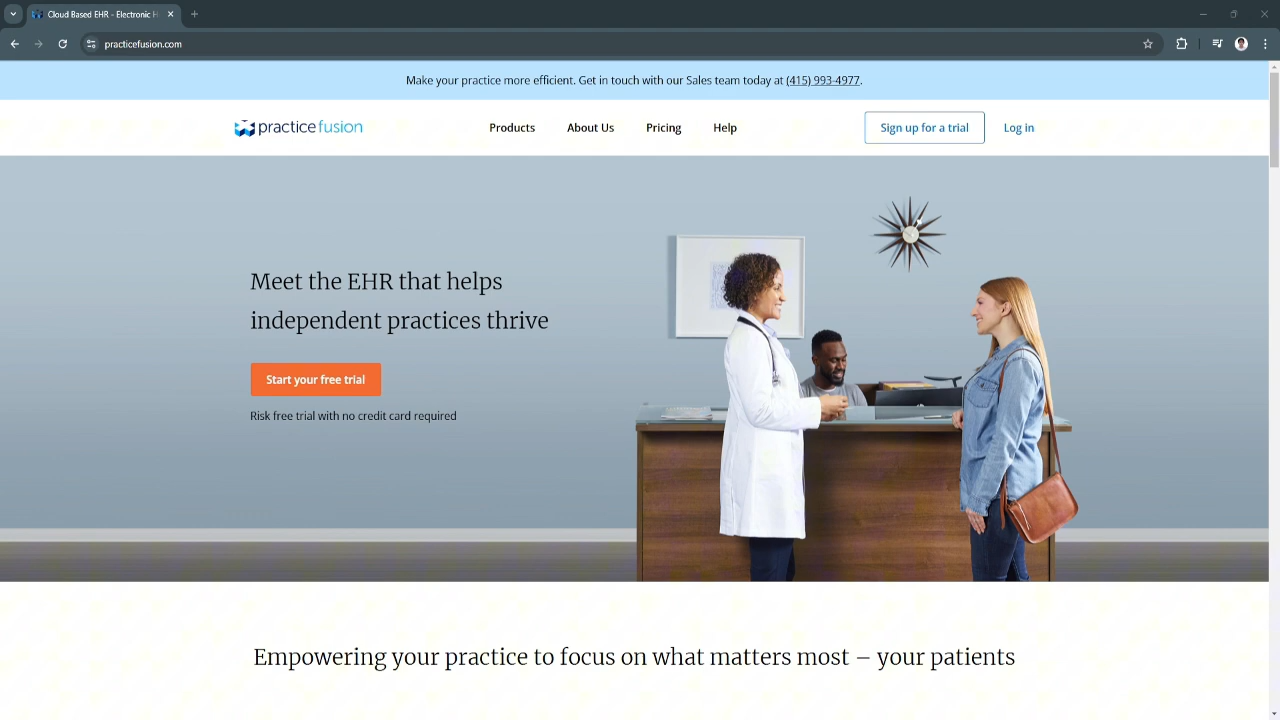 Cloud Based EHR - Electronic H
practicefusion.com
Make your practice more efficient. Get in touch with our Sales team today at (415) 993-4977.
practice fusion
Products
About Us
Pricing
Help
Sign up for a trial
Log in
Meet the EHR that helps
independent practices thrive
Start your free trial
Risk free trial with no credit card required
Empowering your practice to focus on what matters most – your patients